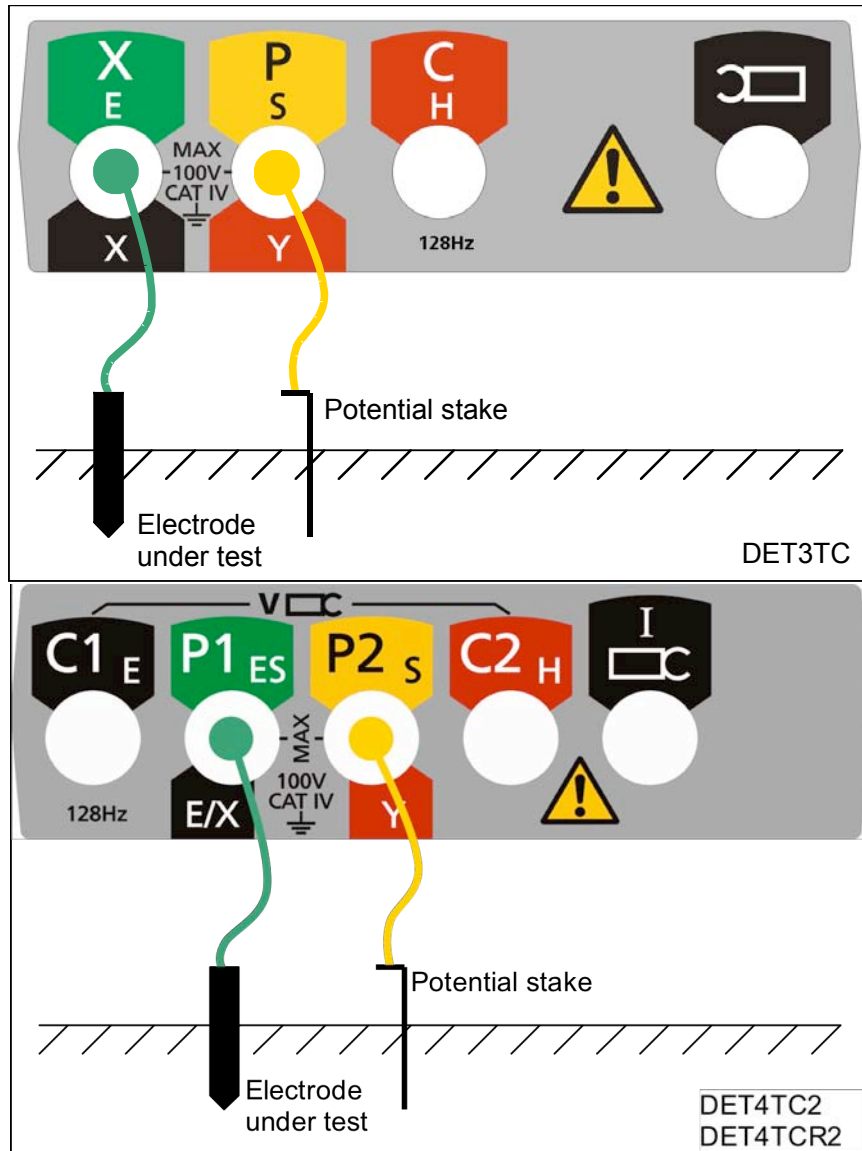 X
E
P
S
C
H
MAX
100V
CAT IV
X
Y
128Hz
Potential stake
Electrode
under test
DET3TC
V
C1 E
P1 ES
P2 S
C2 H
I
MAX
100V
CAT IV
128Hz
E/X
Y
Potential stake
Electrode
under test
DET4TC2
DET4TCR2